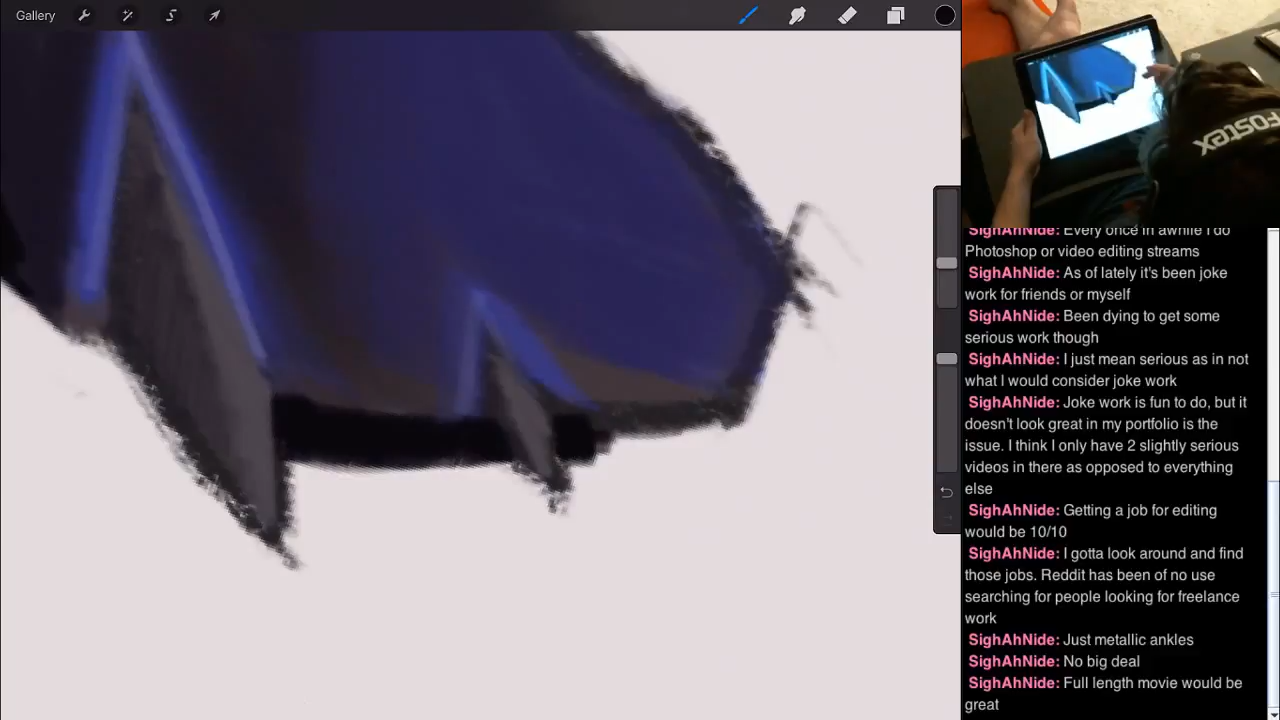 Gallery
FOSTEX
SighAhNide: Every once in awhile I do
Photoshop or video editing streams
SighAhNide: As of lately it's been joke
work for friends or myself
SighAhNide: Been dying to get some
serious work though
SighAhNide: I just mean serious as in not
what I would consider joke work
SighAhNide: Joke work is fun to do, but it
doesn't look great in my portfolio is the
issue. I think I only have 2 slightly serious
videos in there as opposed to everything
else
SighAhNide: Getting a job for editing
would be 10/10
SighAhNide: I gotta look around and find
those jobs. Reddit has been of no use
searching for people looking for freelance
work
SighAhNide: Just metallic ankles
SighAhNide: No big deal
SighAhNide: Full length movie would be
great